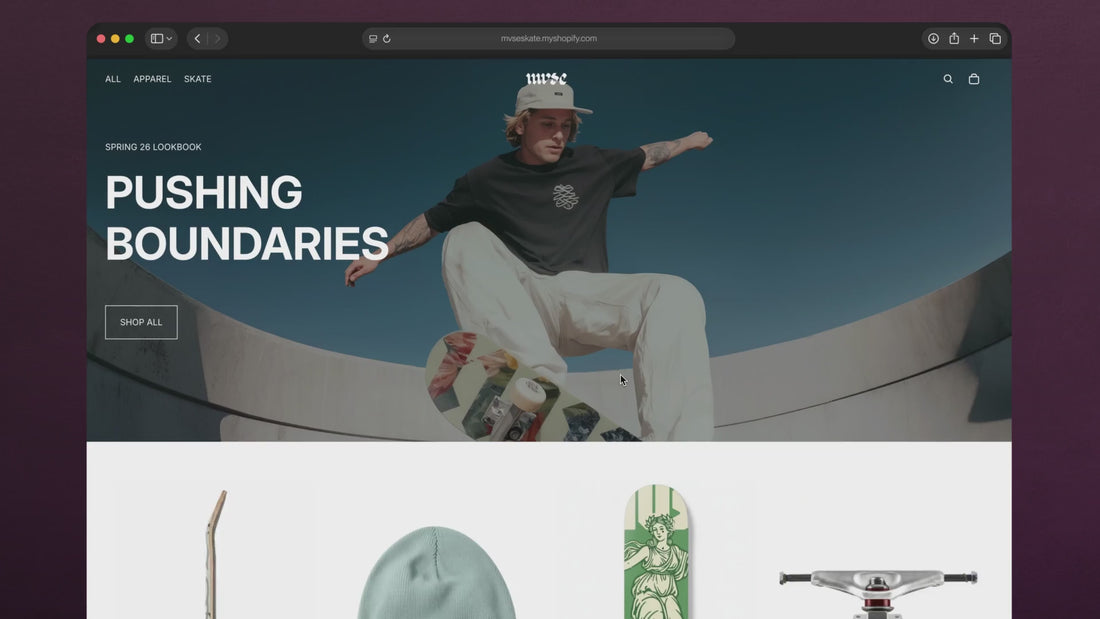 mvseskate.myshopify.com
ALL APPAREL SKATE
mvsc
SPRING 26 LOOKBOOK
PUSHING
BOUNDARIES
SHOP ALL